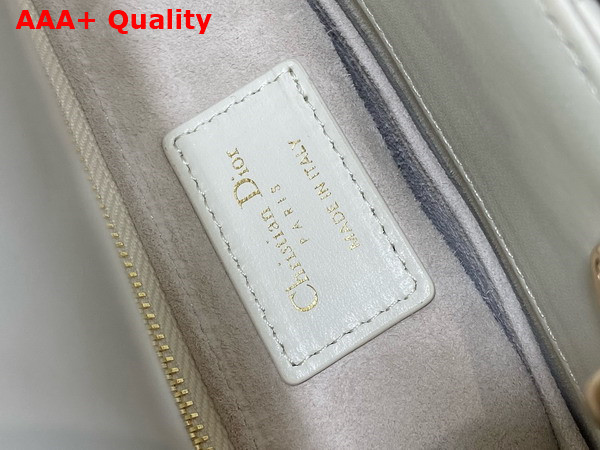 AAA+ Quality
Christian Dior
PARIS
MADE IN ITALY